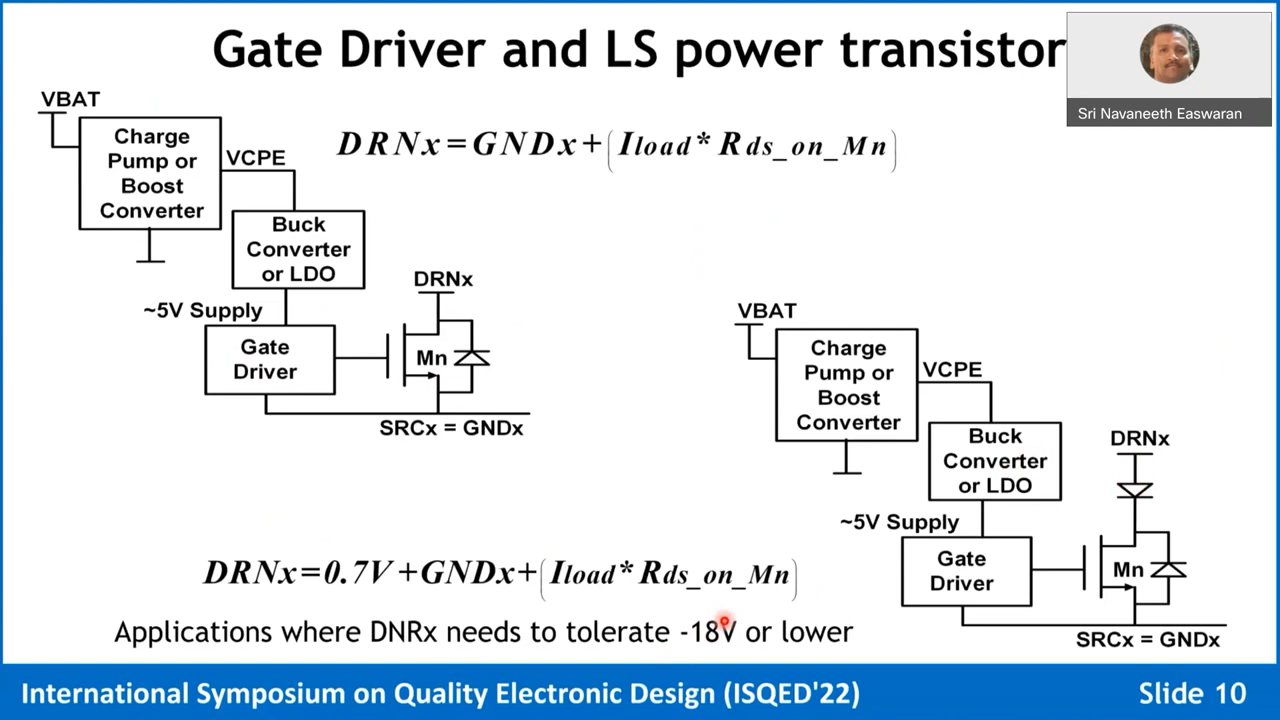 Gate Driver and LS power transistor
Sri Navaneeth Easwaran
VBAT
Charge
Pump or
Boost
Converter
VCPE
DRNx=GNDx+(Iload*Rds_on_Mn)
Buck
Converter
or LDO
~5V Supply
DRNx
Gate
Driver
Mn
SRCx = GNDx
VBAT
Charge
Pump or
Boost
Converter
VCPE
Buck
Converter
or LDO
DRNx
~5V Supply
Gate
Driver
Mn
SRCx = GNDx
DRNx=0.7V+GNDx+(Iload*Rds_on_Mn)
Applications where DNRx needs to tolerate -18V or lower
International Symposium on Quality Electronic Design (ISQED'22)
Slide 10